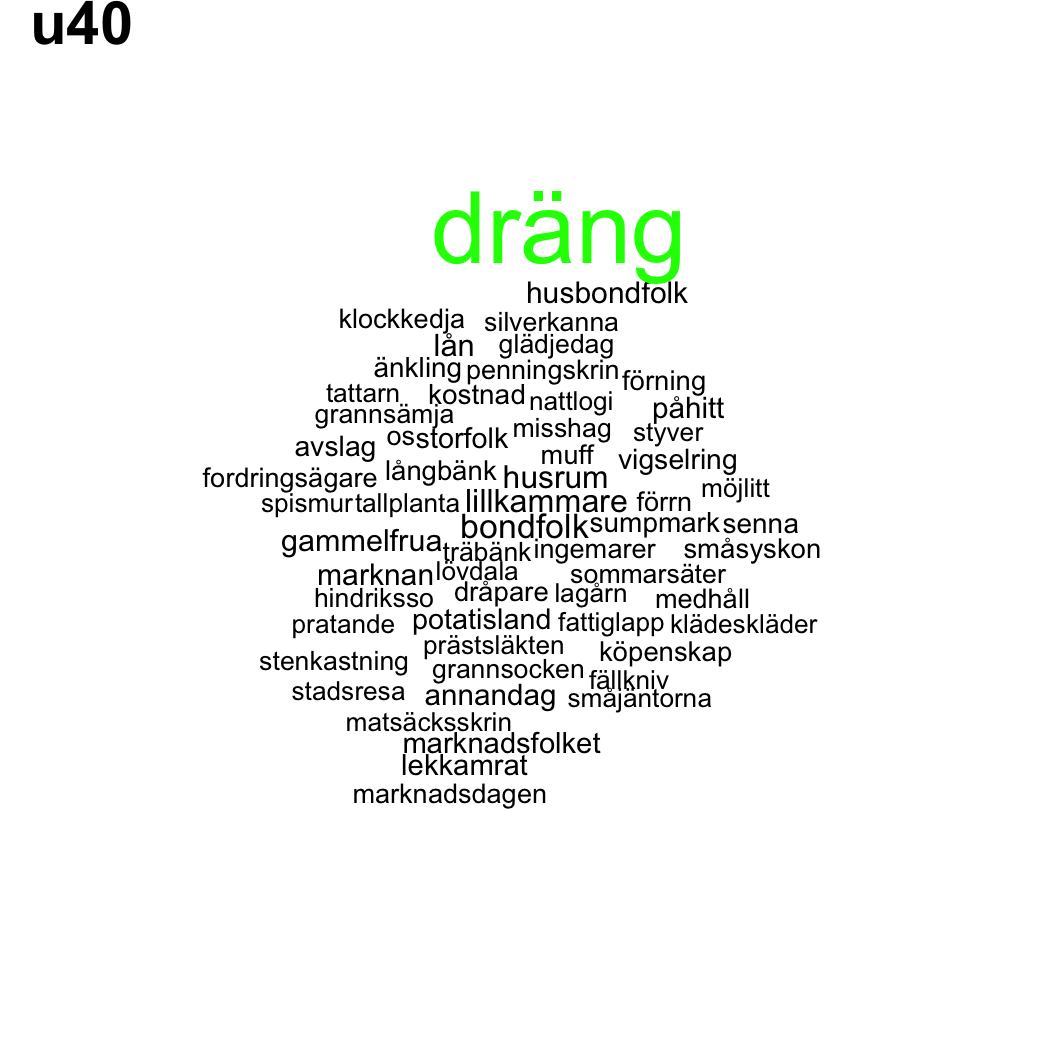 u40
dräng
husbondfolk
klockkedja silverkanna
lån glädjedag
änkling penningskrin förning
tattarn kostnad nattlogi påhitt
grannsämja misshag styver
avslag os storfolk muff vigselring
fordringsägare långbänk husrum möjlitt
spismur tallplanta lillkammare förrn
bondfolk sumpmark senna
gammelfrua träbänk ingemarer småsyskon
marknan lövdala sommarsäter
hindriksso dråpare lagårn medhåll
pratande potatisland fattiglapp klädeskläder
prästsläkten köpenskap
stenkastning grannsocken fällkniv
stadsresa annandag småjäntorna
matsäcksskrin
marknadsfolket
lekkamrat
marknadsdagen